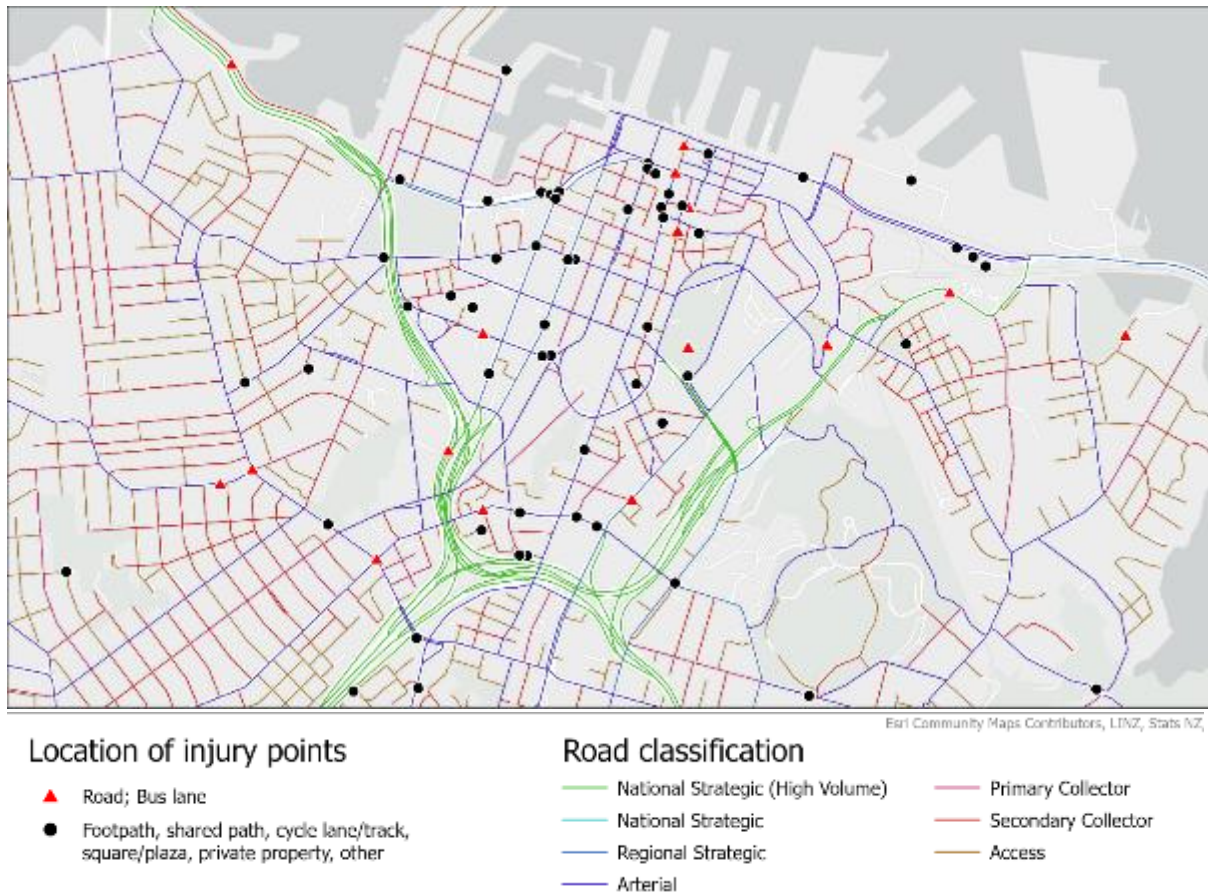 Esri Community Maps Contributors, LINZ, Stats NZ,
Location of injury points
Road; Bus lane
Footpath, shared path, cycle lane/track,
square/plaza, private property, other
Road classification
National Strategic (High Volume)
National Strategic
Regional Strategic
Arterial
Primary Collector
Secondary Collector
Access